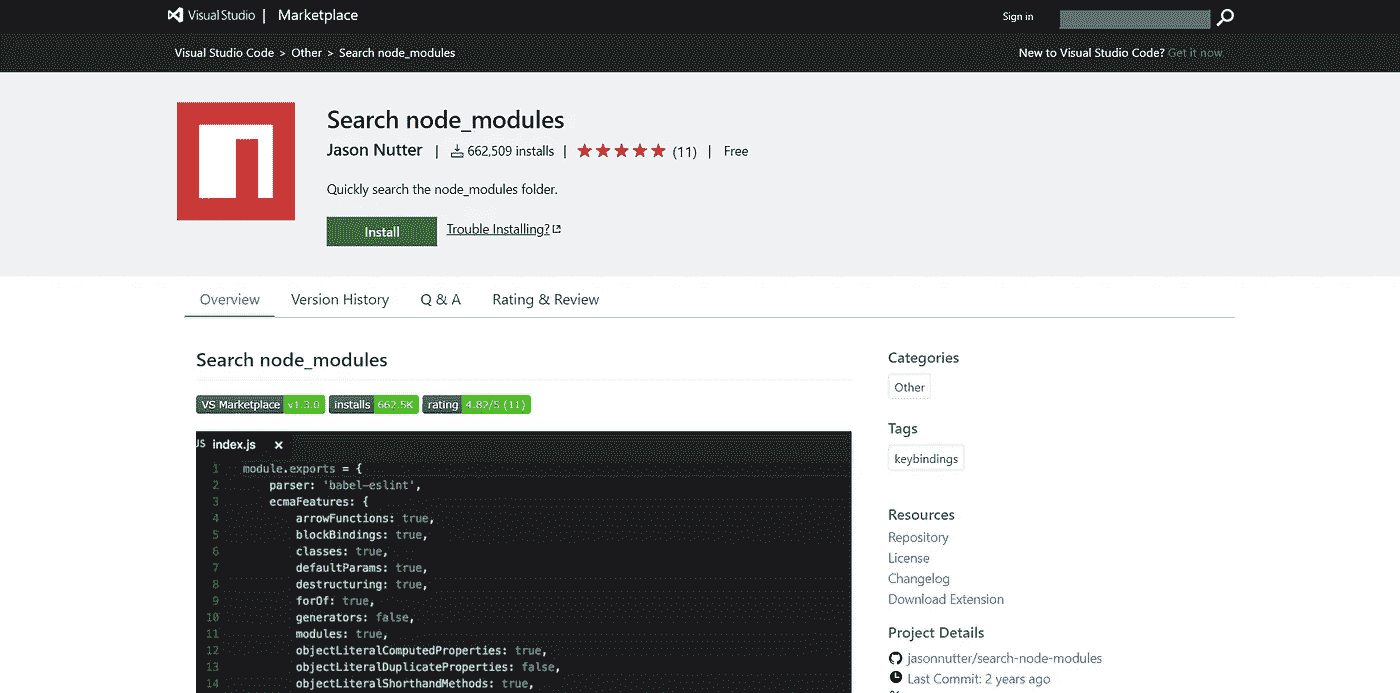 Visual Studio | Marketplace
Sign in
Visual Studio Code > Other > Search node_modules
New to Visual Studio Code? Get it now.
Search node_modules
Jason Nutter | 662,509 installs | (11) | Free
Quickly search the node_modules folder.
Install Trouble Installing?
Overview Version History Q & A Rating & Review
Search node_modules
VS Marketplace v1.3.0 installs 662.5K rating 4.82/5 (11)
JS index.js ×
1 module.exports = {
2 parser: 'babel-eslint',
3 ecmaFeatures: {
4 arrowFunctions: true,
5 blockBindings: true,
6 classes: true,
7 defaultParams: true,
8 destructuring: true,
9 forOf: true,
10 generators: false,
11 modules: true,
12 objectLiteralComputedProperties: true,
13 objectLiteralDuplicateProperties: false,
14 objectLiteralShorthandMethods: true,
Categories
Other
Tags
keybindings
Resources
Repository
License
Changelog
Download Extension
Project Details
jasonnutter/search-node-modules
Last Commit: 2 years ago